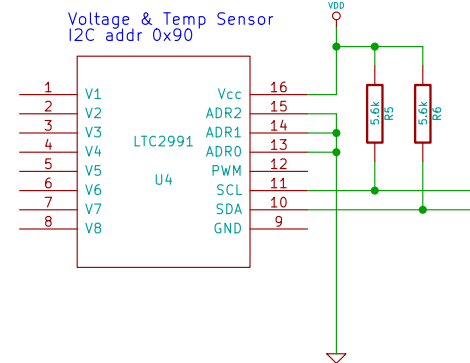 VDD
Voltage & Temp Sensor
I2C addr 0x90
1 V1 Vcc 16
2 V2 ADR2 15
3 V3 ADR1 14
4 V4 ADR0 13
5 V5 PWM 12
6 V6 SCL 11
7 V7 SDA 10
8 V8 GND 9
LTC2991
U4
5.6k R5
5.6k R6